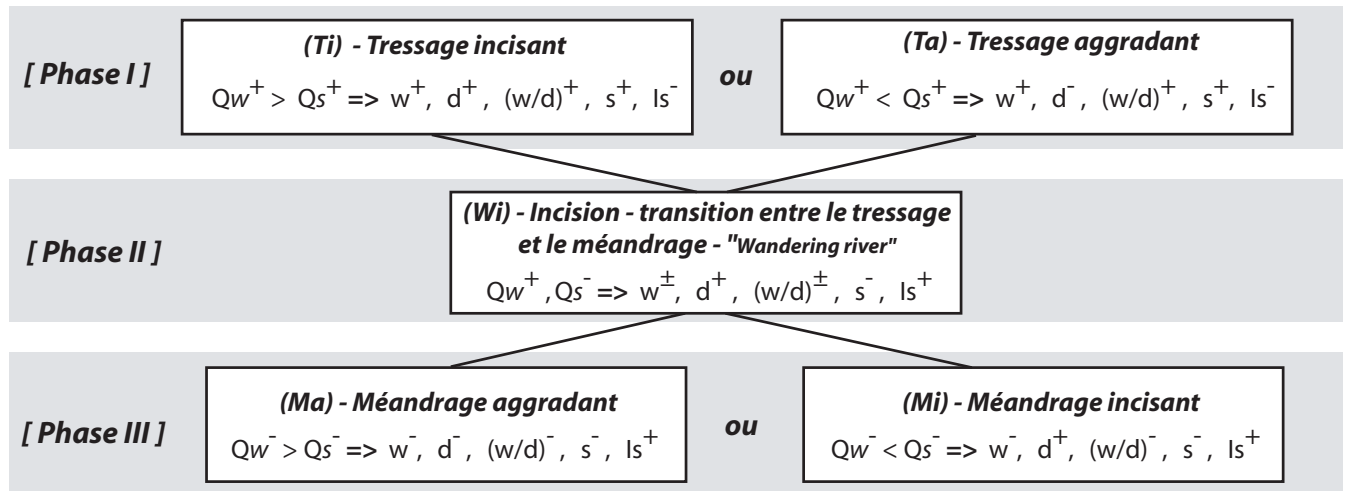 [ Phase I ]
(Ti) - Tressage incisant
Qw⁺ > Qs⁺ => w⁺, d⁺, (w/d)⁺, s⁺, Is⁻
ou
(Ta) - Tressage aggradant
Qw⁺ < Qs⁺ => w⁺, d⁻, (w/d)⁺, s⁺, Is⁻
[ Phase II ]
(Wi) - Incision - transition entre le tressage
et le méandrage - "Wandering river"
Qw⁺, Qs⁻ => w±, d⁺, (w/d)±, s⁻, Is⁺
[ Phase III ]
(Ma) - Méandrage aggradant
Qw⁻ > Qs⁻ => w⁻, d⁻, (w/d)⁻, s⁻, Is⁺
ou
(Mi) - Méandrage incisant
Qw⁻ < Qs⁻ => w⁻, d⁺, (w/d)⁻, s⁻, Is⁺